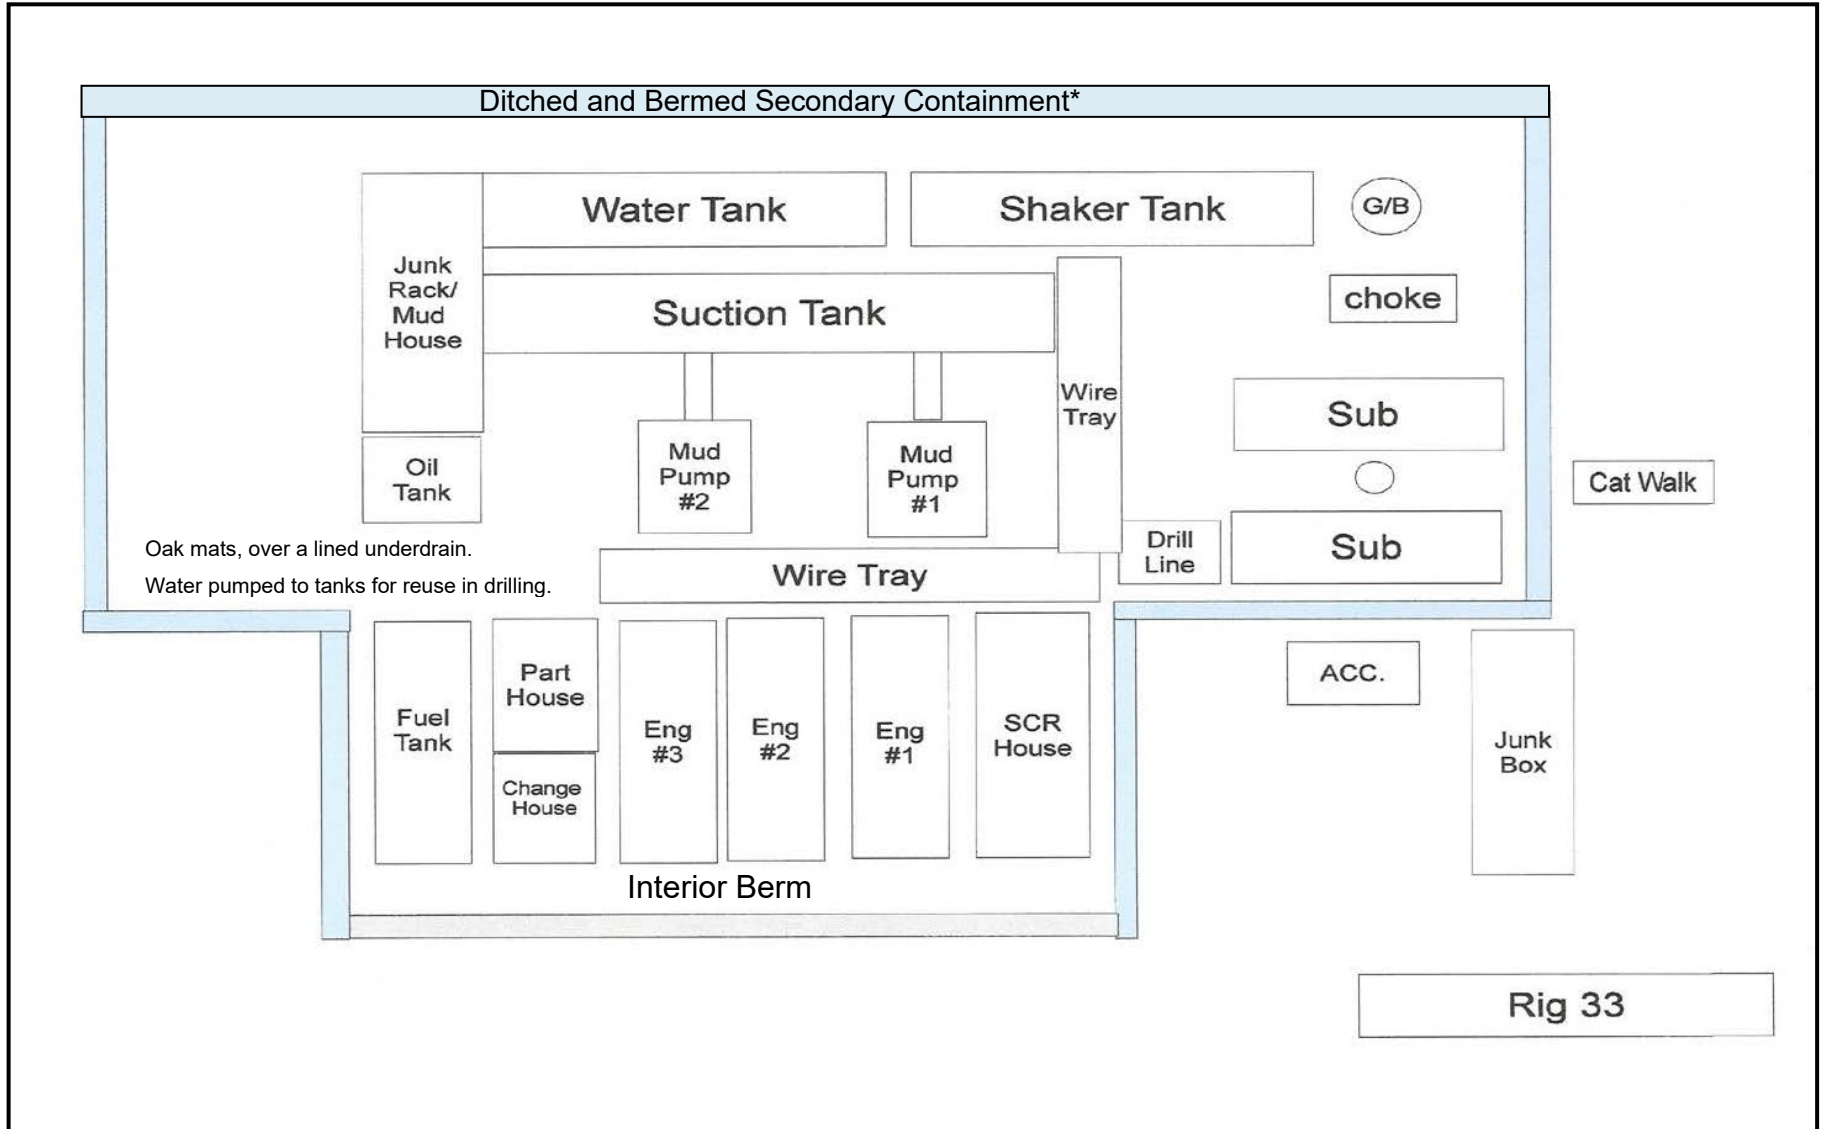 Ditched and Bermed Secondary Containment*
Water Tank
Shaker Tank
G/B
Junk
Rack/
Mud
House
Suction Tank
choke
Wire
Tray
Sub
Oil
Tank
Mud
Pump
#2
Mud
Pump
#1
Cat Walk
Oak mats, over a lined underdrain.
Water pumped to tanks for reuse in drilling.
Wire Tray
Drill
Line
Sub
Fuel
Tank
Part
House
Change
House
Eng
#3
Eng
#2
Eng
#1
SCR
House
ACC.
Junk
Box
Interior Berm
Rig 33